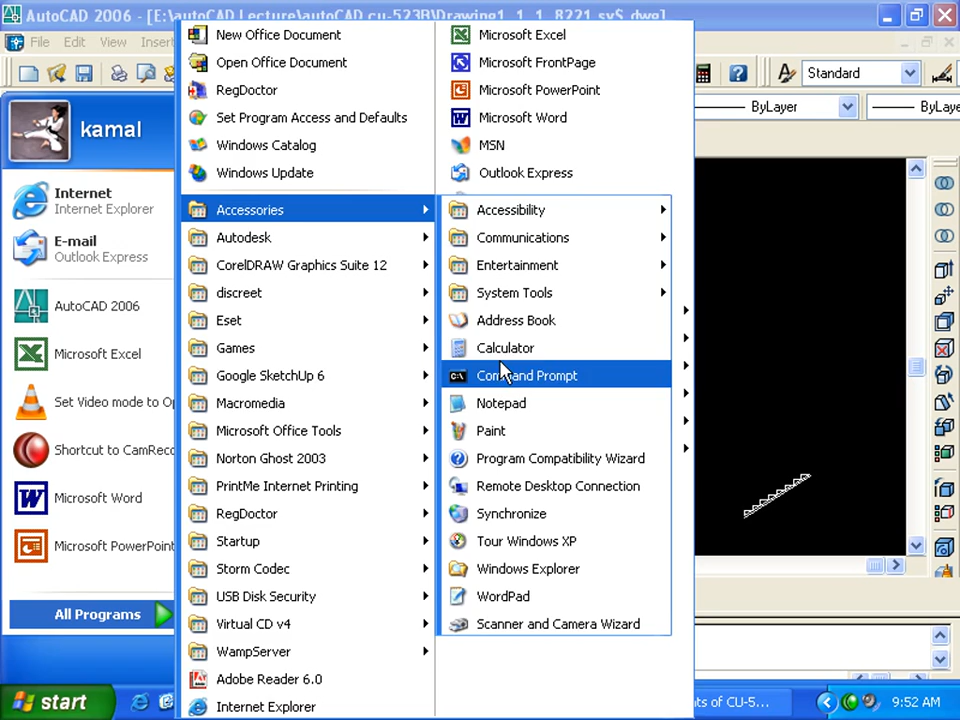 AutoCAD 2006 - [E:\autoCAD Lecture\autoCAD cu-523B\Drawing1_1_1_8221.sv$.dwg]
File Edit View Insert
Standard
ByLayer
kamal
Internet
Internet Explorer
E-mail
Outlook Express
AutoCAD 2006
Microsoft Excel
Set Video mode to Op
Shortcut to CamReco
Microsoft Word
Microsoft PowerPoint
All Programs
New Office Document
Open Office Document
RegDoctor
Set Program Access and Defaults
Windows Catalog
Windows Update
Accessories
Autodesk
CorelDRAW Graphics Suite 12
discreet
Eset
Games
Google SketchUp 6
Macromedia
Microsoft Office Tools
Norton Ghost 2003
PrintMe Internet Printing
RegDoctor
Startup
Storm Codec
USB Disk Security
Virtual CD v4
WampServer
Adobe Reader 6.0
Internet Explorer
Microsoft Excel
Microsoft FrontPage
Microsoft PowerPoint
Microsoft Word
MSN
Outlook Express
Accessibility
Communications
Entertainment
System Tools
Address Book
Calculator
Command Prompt
Notepad
Paint
Program Compatibility Wizard
Remote Desktop Connection
Synchronize
Tour Windows XP
Windows Explorer
WordPad
Scanner and Camera Wizard
start
nts of CU-5...
9:52 AM